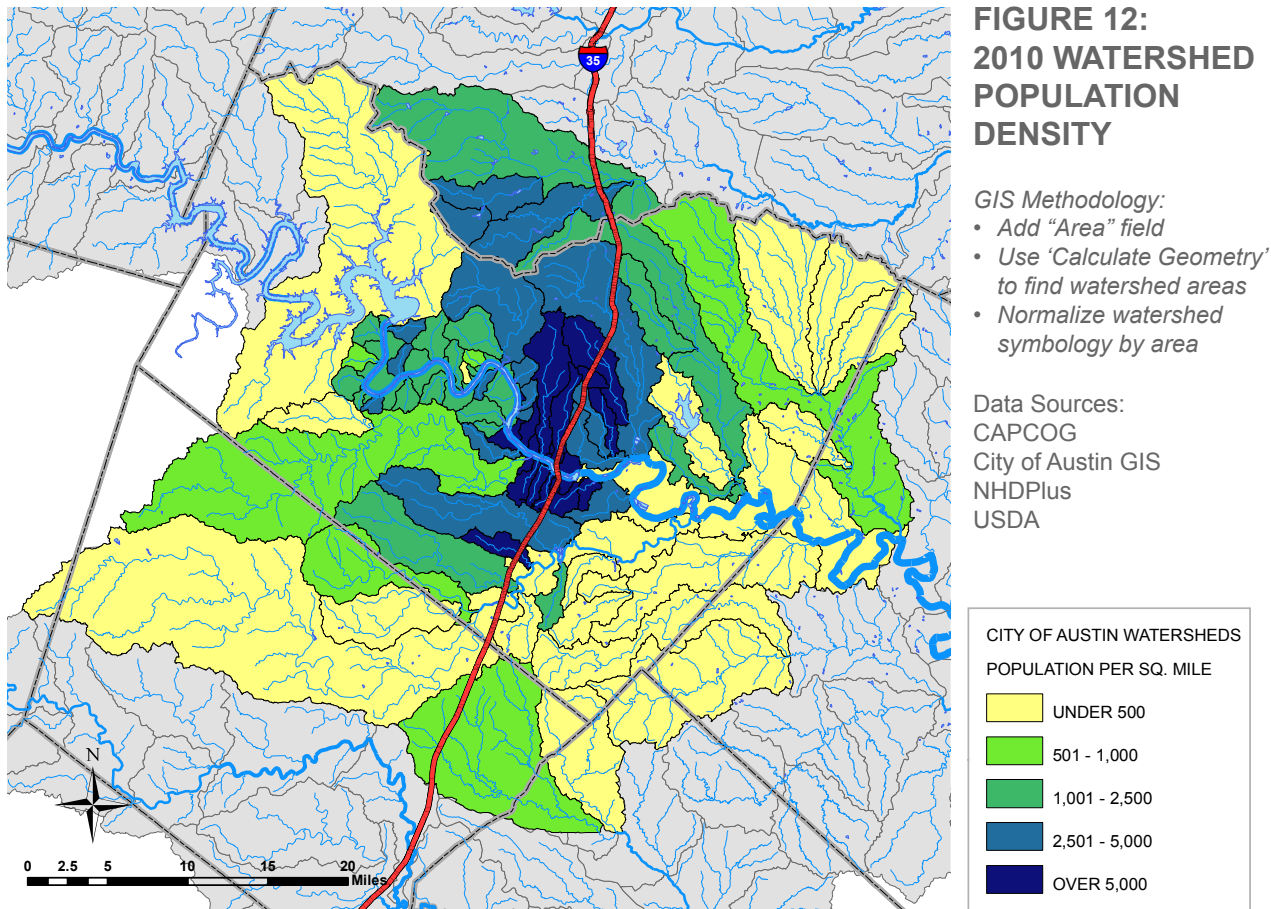 FIGURE 12:
2010 WATERSHED
POPULATION
DENSITY
GIS Methodology:
• Add “Area” field
• Use ‘Calculate Geometry’
to find watershed areas
• Normalize watershed
symbology by area
Data Sources:
CAPCOG
City of Austin GIS
NHDPlus
USDA
CITY OF AUSTIN WATERSHEDS
POPULATION PER SQ. MILE
UNDER 500
501 - 1,000
1,001 - 2,500
2,501 - 5,000
OVER 5,000
35
N
0 2.5 5 10 15 20
Miles